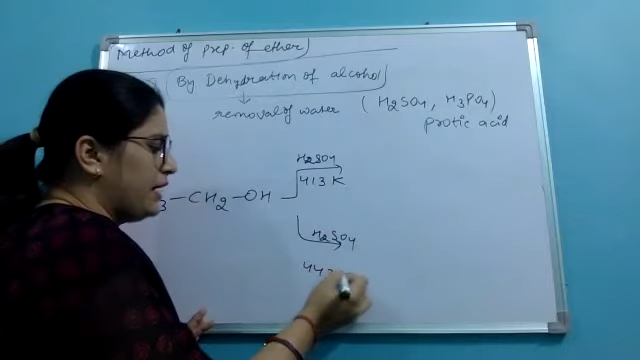 Method of prep. of ether
By Dehydration of alcohol
removal of water (H2SO4, H3PO4)
protic acid
H2SO4
413 K
3 — CH2 — OH
H2SO4
44